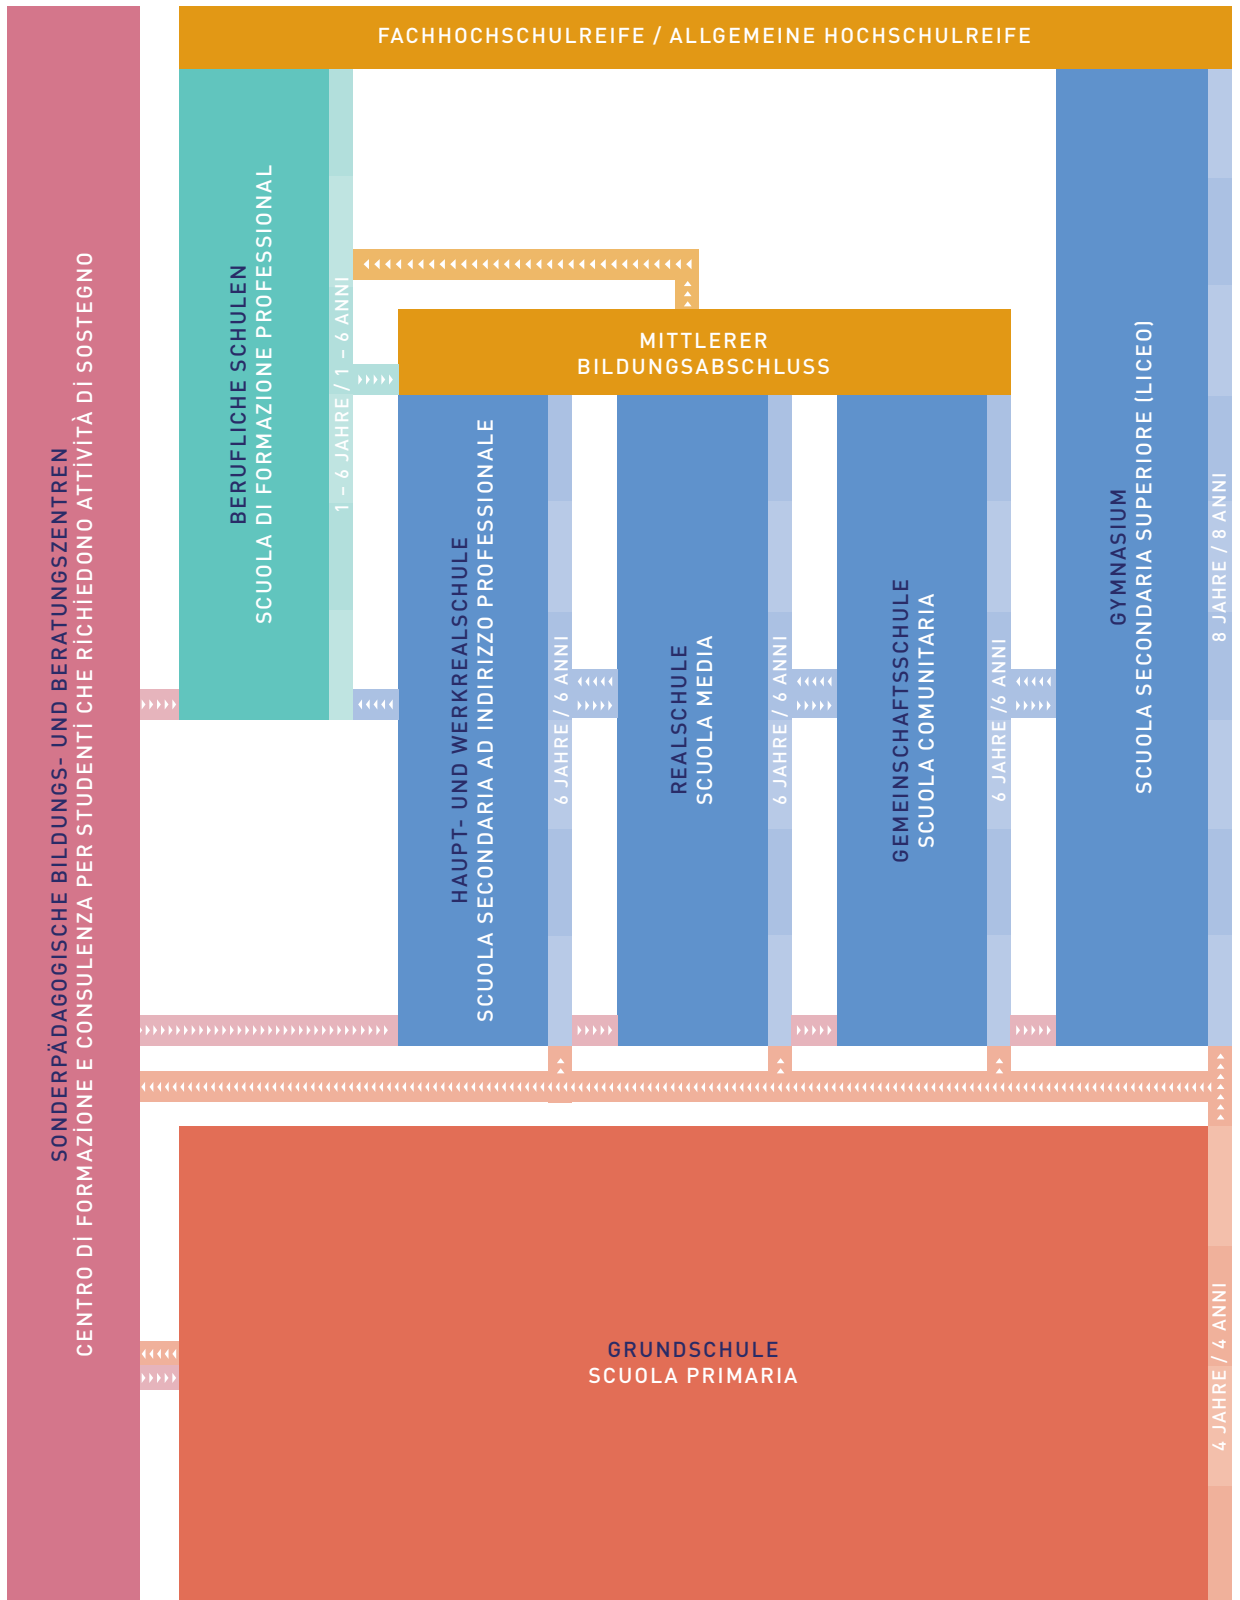 FACHHOCHSCHULREIFE / ALLGEMEINE HOCHSCHULREIFE
SONDERPÄDAGOGISCHE BILDUNGS- UND BERATUNGSZENTREN
CENTRO Dİ FORMAZİONE E CONSULENZA PER STUDENTİ CHE RİCHİEDONO ATTİVİTÀ Dİ SOSTEGNO
BERUFLICHE SCHULEN
SCUOLA DI FORMAZIONE PROFESSIONAL
1 – 6 JAHRE / 1 – 6 ANNI
MITTLERER
BILDUNGSABSCHLUSS
HAUPT- UND WERKREALSCHULE
SCUOLA SECONDARIA AD INDIRIZZO PROFESSIONALE
6 JAHRE / 6 ANNI
REALSCHULE
SCUOLA MEDIA
6 JAHRE / 6 ANNI
GEMEINSCHAFTSSCHULE
SCUOLA COMUNITARIA
6 JAHRE /6 ANNI
GYMNASIUM
SCUOLA SECONDARIA SUPERIORE (LICEO)
8 JAHRE / 8 ANNI
GRUNDSCHULE
SCUOLA PRIMARIA
4 JAHRE / 4 ANNI